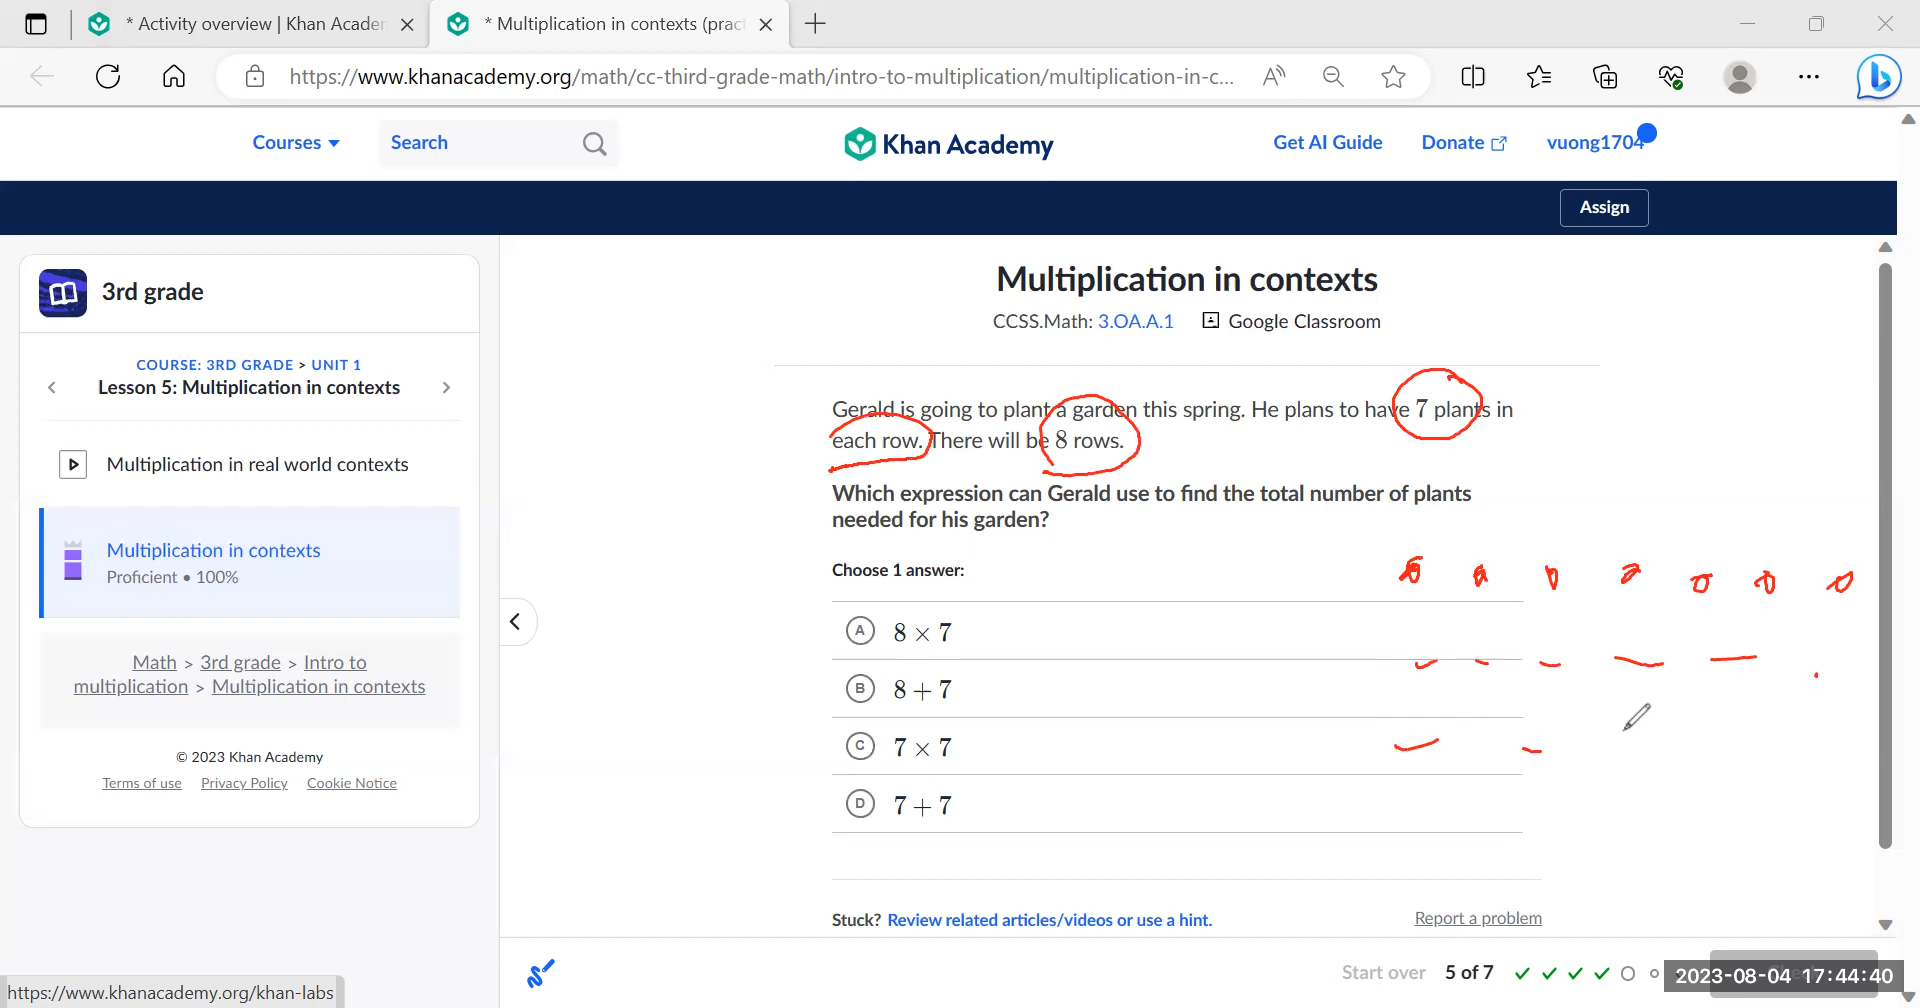 * Activity overview | Khan Acader
* Multiplication in contexts (pract
https://www.khanacademy.org/math/cc-third-grade-math/intro-to-multiplication/multiplication-in-c...
Courses
Search
Khan Academy
Get AI Guide
Donate
vuong1704
Assign
3rd grade
COURSE: 3RD GRADE > UNIT 1
Lesson 5: Multiplication in contexts
Multiplication in real world contexts
Multiplication in contexts
Proficient • 100%
Math > 3rd grade > Intro to
multiplication > Multiplication in contexts
© 2023 Khan Academy
Terms of use Privacy Policy Cookie Notice
Multiplication in contexts
CCSS.Math: 3.OA.A.1 Google Classroom
Gerald is going to plant a garden this spring. He plans to have 7 plants in
each row. There will be 8 rows.
Which expression can Gerald use to find the total number of plants
needed for his garden?
Choose 1 answer:
A 8 × 7
B 8 + 7
C 7 × 7
D 7 + 7
Stuck? Review related articles/videos or use a hint.
Report a problem
Start over 5 of 7
2023-08-04 17:44:40
https://www.khanacademy.org/khan-labs